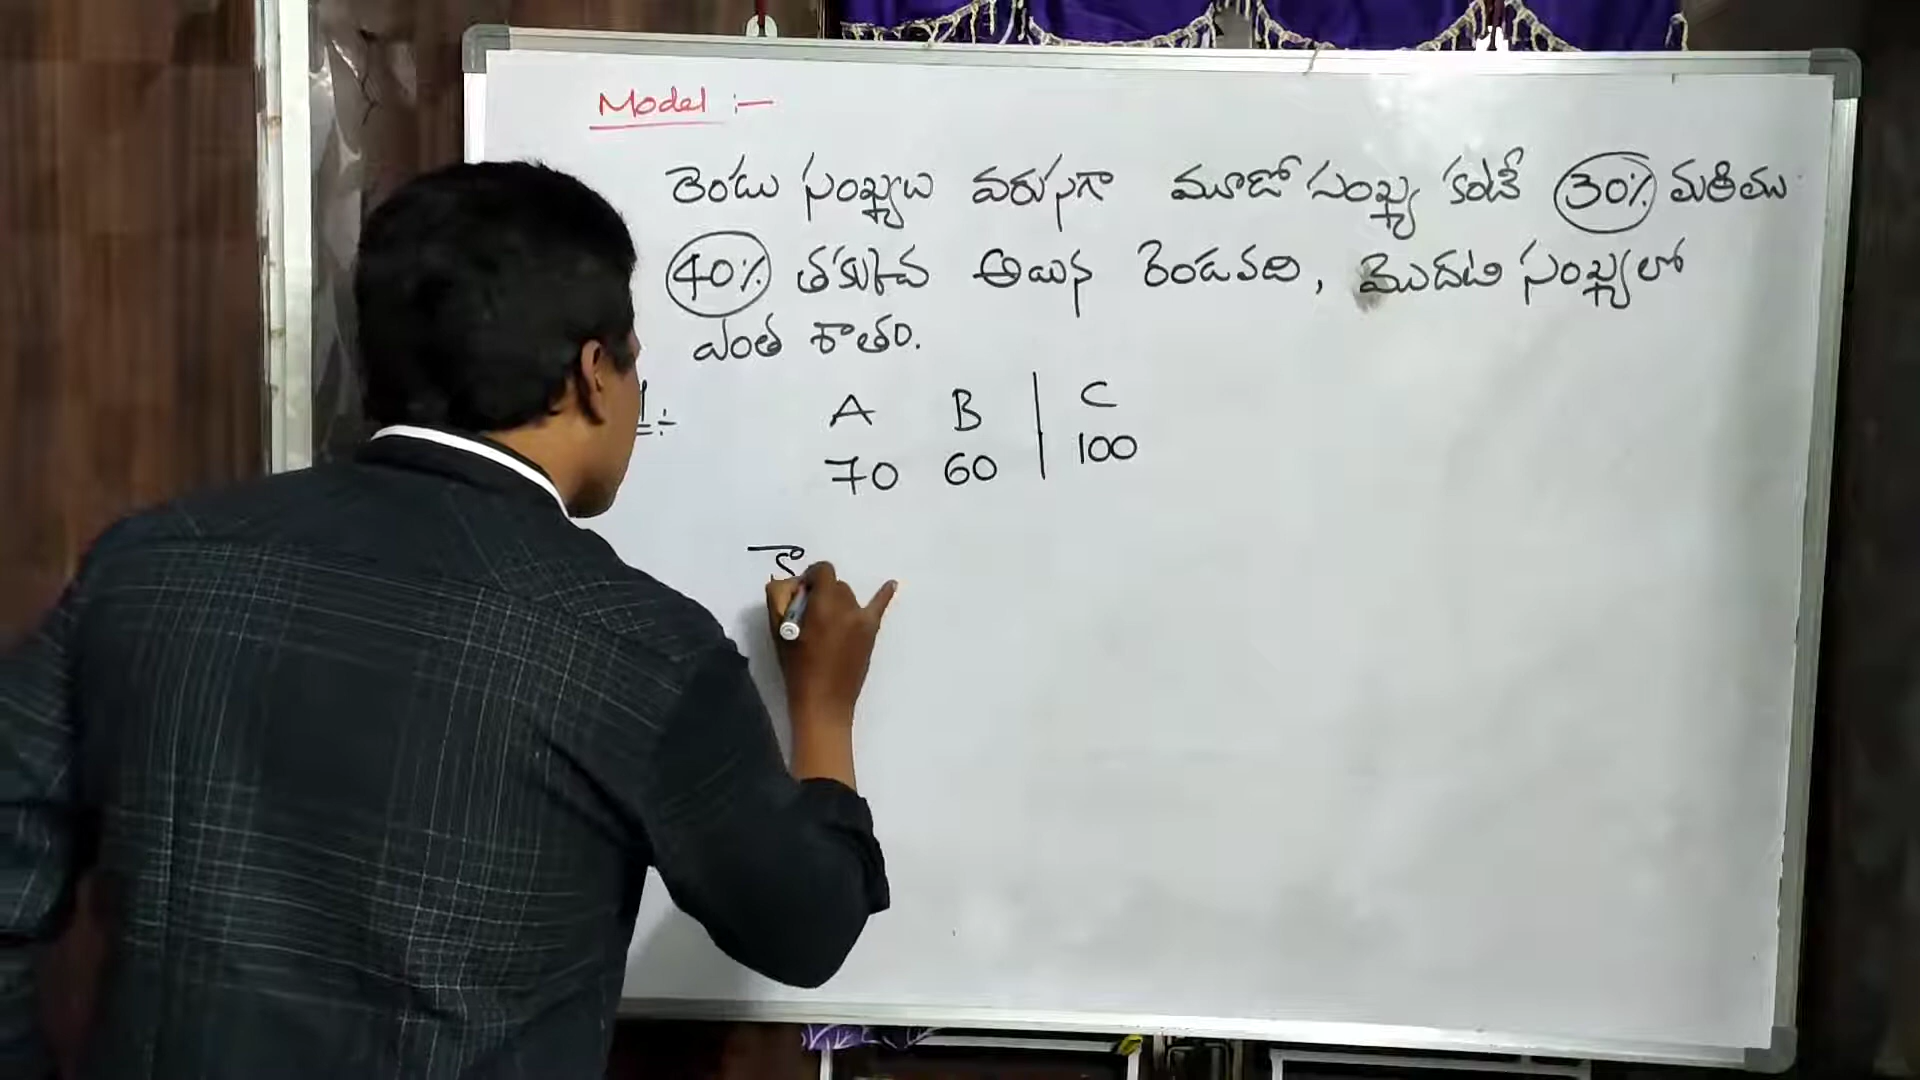 Model :-
రెండు సంఖ్యలు వరుసగా మూడో సంఖ్య కంటే 30% మరియు
40% తక్కువ అయిన రెండవది, మొదటి సంఖ్యలో
ఎంత శాతం.
A B | C
70 60 | 100